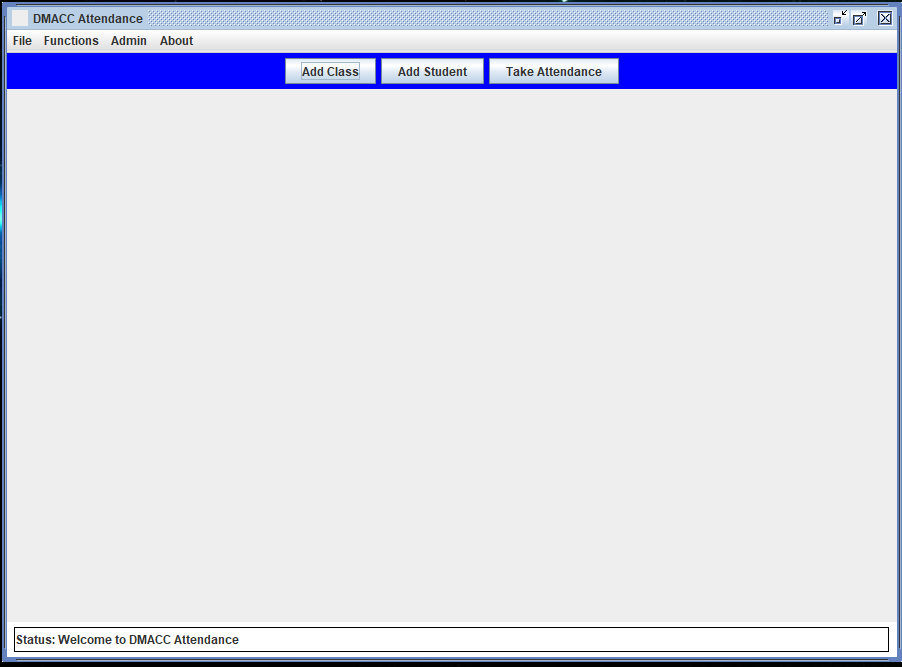 DMACC Attendance
File Functions Admin About
Add Class Add Student Take Attendance
Status: Welcome to DMACC Attendance